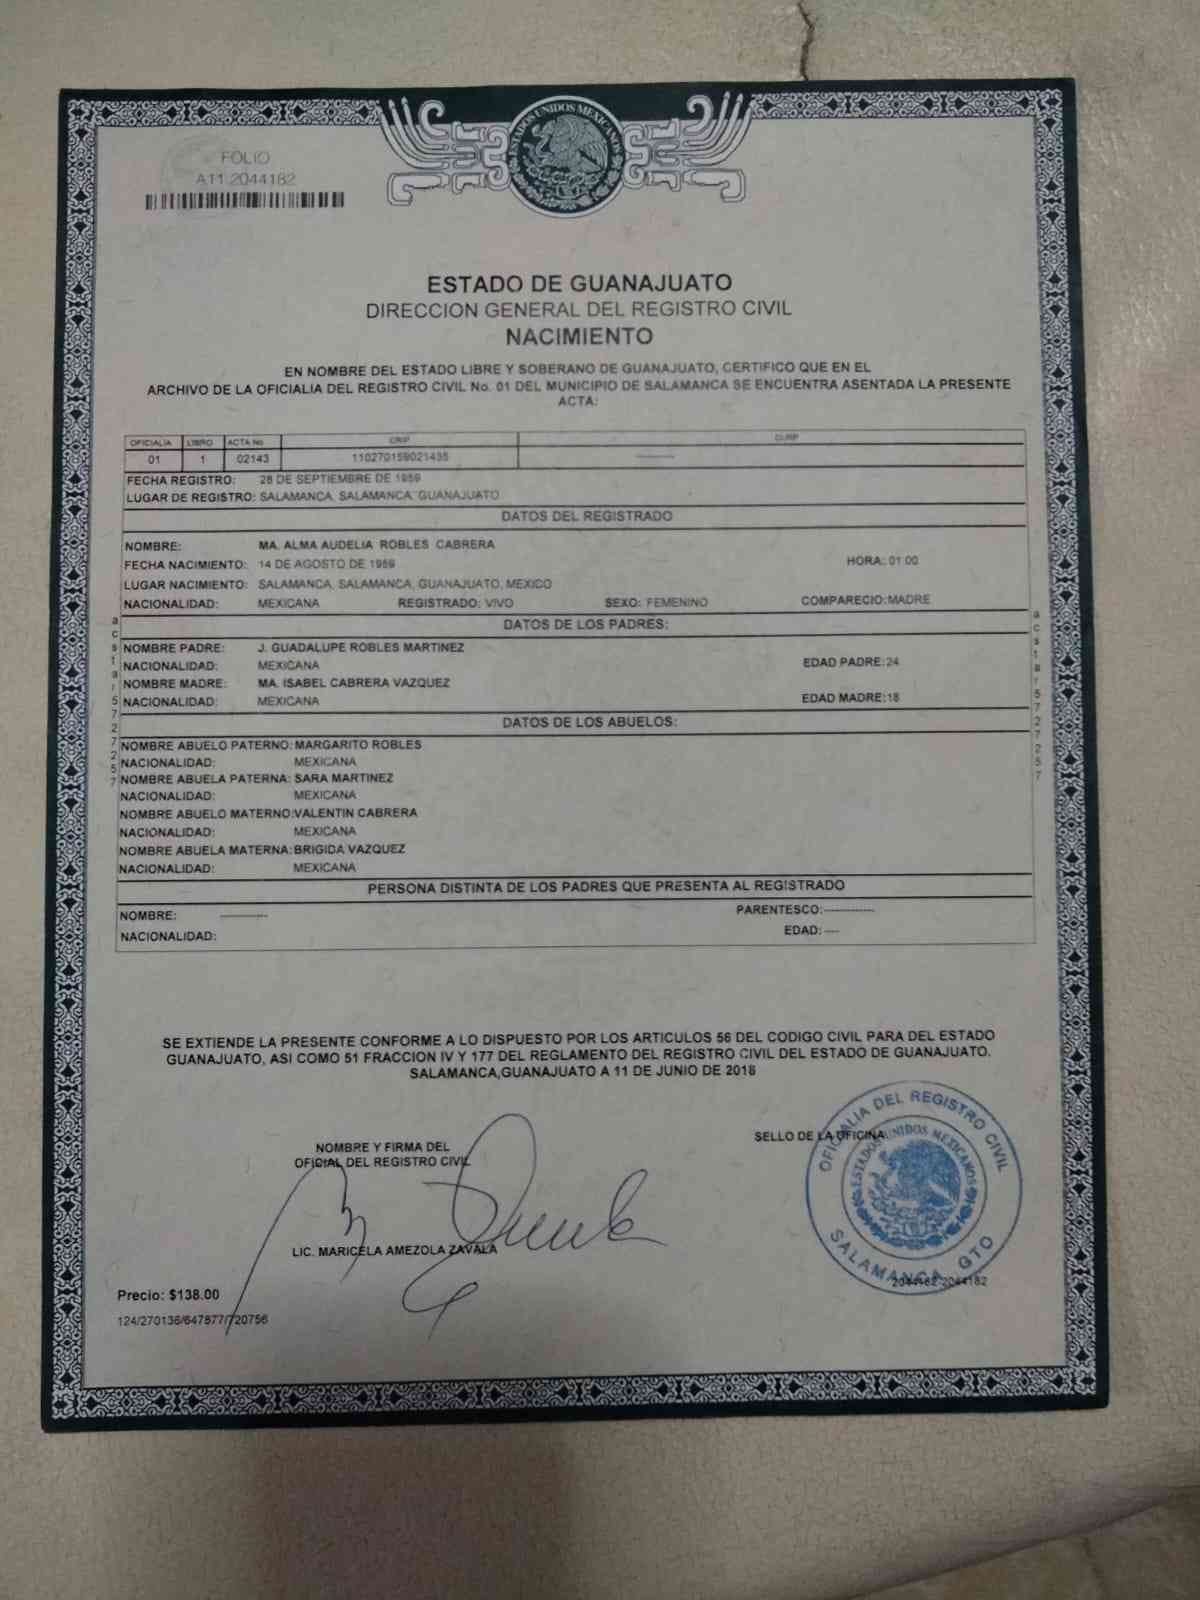 ESTADOS UNIDOS MEXICANOS
FOLIO
A11 2044182
ESTADO DE GUANAJUATO
DIRECCION GENERAL DEL REGISTRO CIVIL
NACIMIENTO
EN NOMBRE DEL ESTADO LIBRE Y SOBERANO DE GUANAJUATO, CERTIFICO QUE EN EL
ARCHIVO DE LA OFICIALIA DEL REGISTRO CIVIL No. 01 DEL MUNICIPIO DE SALAMANCA SE ENCUENTRA ASENTADA LA PRESENTE
ACTA:
OFICIALIA LIBRO ACTA No CRIP CURP
01 1 02143 110270159021435 ----------
FECHA REGISTRO: 28 DE SEPTIEMBRE DE 1959
LUGAR DE REGISTRO: SALAMANCA, SALAMANCA, GUANAJUATO
DATOS DEL REGISTRADO
NOMBRE: MA. ALMA AUDELIA ROBLES CABRERA
FECHA NACIMIENTO: 14 DE AGOSTO DE 1959 HORA: 01:00
LUGAR NACIMIENTO: SALAMANCA, SALAMANCA, GUANAJUATO, MEXICO
NACIONALIDAD: MEXICANA REGISTRADO: VIVO SEXO: FEMENINO COMPARECIO:MADRE
DATOS DE LOS PADRES:
NOMBRE PADRE: J. GUADALUPE ROBLES MARTINEZ
NACIONALIDAD: MEXICANA EDAD PADRE:24
NOMBRE MADRE: MA. ISABEL CABRERA VAZQUEZ
NACIONALIDAD: MEXICANA EDAD MADRE:18
DATOS DE LOS ABUELOS:
NOMBRE ABUELO PATERNO: MARGARITO ROBLES
NACIONALIDAD: MEXICANA
NOMBRE ABUELA PATERNA: SARA MARTINEZ
NACIONALIDAD: MEXICANA
NOMBRE ABUELO MATERNO:VALENTIN CABRERA
NACIONALIDAD: MEXICANA
NOMBRE ABUELA MATERNA: BRIGIDA VAZQUEZ
NACIONALIDAD: MEXICANA
PERSONA DISTINTA DE LOS PADRES QUE PRESENTA AL REGISTRADO
NOMBRE: ------------ PARENTESCO:-------------
NACIONALIDAD: EDAD: ----
SE EXTIENDE LA PRESENTE CONFORME A LO DISPUESTO POR LOS ARTICULOS 56 DEL CODIGO CIVIL PARA DEL ESTADO
GUANAJUATO, ASI COMO 51 FRACCION IV Y 177 DEL REGLAMENTO DEL REGISTRO CIVIL DEL ESTADO DE GUANAJUATO.
SALAMANCA,GUANAJUATO A 11 DE JUNIO DE 2018
NOMBRE Y FIRMA DEL
OFICIAL DEL REGISTRO CIVIL
LIC. MARICELA AMEZOLA ZAVALA
SELLO DE LA OFICINA
OFICIALIA DEL REGISTRO CIVIL
ESTADOS UNIDOS MEXICANOS
SALAMANCA, GTO
2044182-2044182
Precio: $138.00
124/270136/647877/720756